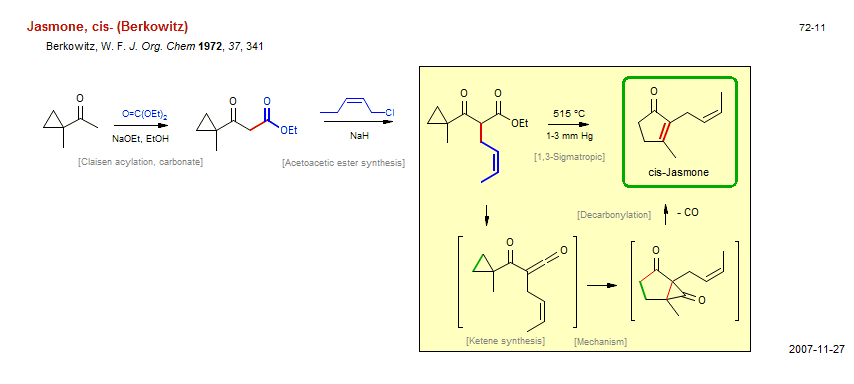 Jasmone, cis- (Berkowitz)
72-11
Berkowitz, W. F. J. Org. Chem 1972, 37, 341
O
O=C(OEt)2
NaOEt, EtOH
[Claisen acylation, carbonate]
O
O
OEt
Cl
NaH
[Acetoacetic ester synthesis]
O
O
OEt
515 °C
1-3 mm Hg
[1,3-Sigmatropic]
O
cis-Jasmone
[Decarbonylation]
- CO
O
O
[Ketene synthesis]
[Mechanism]
O
O
2007-11-27